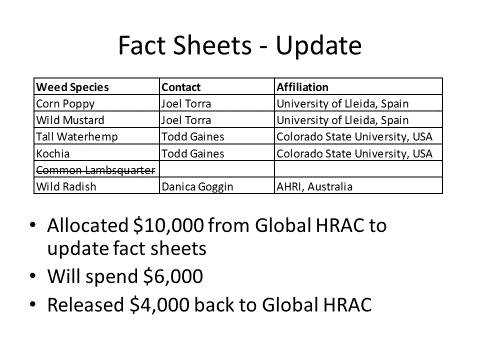 Fact Sheets - Update
Weed Species Contact Affiliation
Corn Poppy Joel Torra University of Lleida, Spain
Wild Mustard Joel Torra University of Lleida, Spain
Tall Waterhemp Todd Gaines Colorado State University, USA
Kochia Todd Gaines Colorado State University, USA
Common Lambsquarter
Wild Radish Danica Goggin AHRI, Australia
• Allocated $10,000 from Global HRAC to
update fact sheets
• Will spend $6,000
• Released $4,000 back to Global HRAC